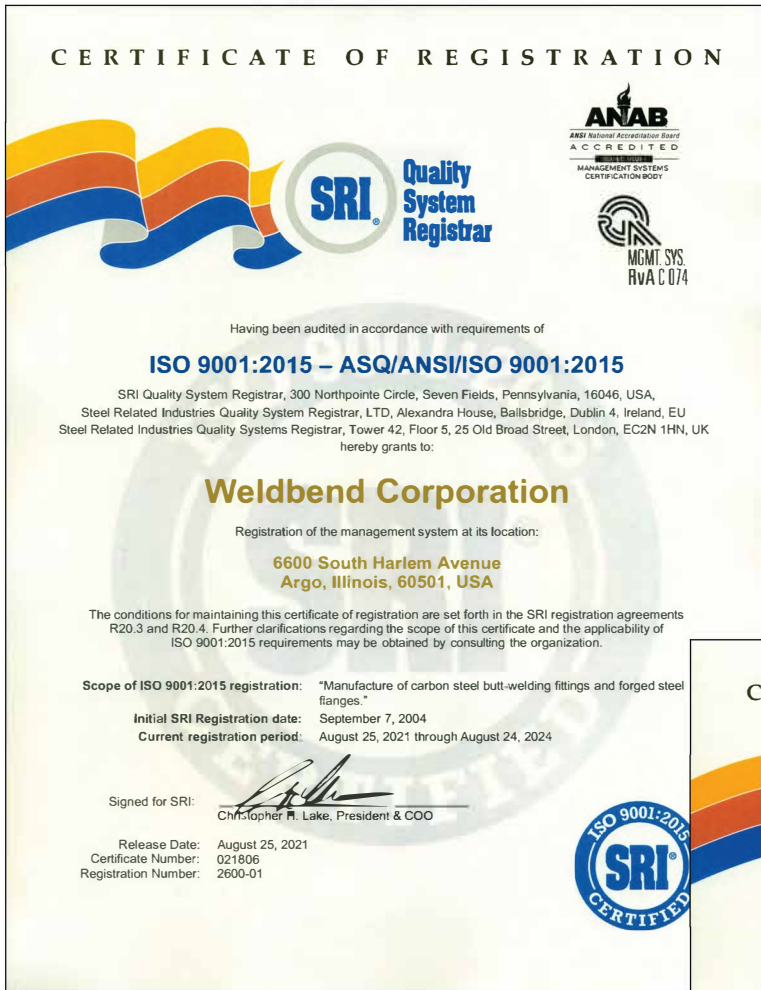 CERTIFICATE OF REGISTRATION
ANAB
ANSI National Accreditation Board
ACCREDITED
MANAGEMENT SYSTEMS
CERTIFICATION BODY
SRI®
Quality
System
Registrar
MGMT. SYS.
RvA C 074
Having been audited in accordance with requirements of
ISO 9001:2015 – ASQ/ANSI/ISO 9001:2015
SRI Quality System Registrar, 300 Northpointe Circle, Seven Fields, Pennsylvania, 16046, USA,
Steel Related Industries Quality System Registrar, LTD, Alexandra House, Ballsbridge, Dublin 4, Ireland, EU
Steel Related Industries Quality Systems Registrar, Tower 42, Floor 5, 25 Old Broad Street, London, EC2N 1HN, UK
hereby grants to:
Weldbend Corporation
Registration of the management system at its location:
6600 South Harlem Avenue
Argo, Illinois, 60501, USA
The conditions for maintaining this certificate of registration are set forth in the SRI registration agreements
R20.3 and R20.4. Further clarifications regarding the scope of this certificate and the applicability of
ISO 9001:2015 requirements may be obtained by consulting the organization.
Scope of ISO 9001:2015 registration: "Manufacture of carbon steel butt-welding fittings and forged steel
flanges."
Initial SRI Registration date: September 7, 2004
Current registration period: August 25, 2021 through August 24, 2024
Signed for SRI:
Christopher H. Lake, President & COO
Release Date: August 25, 2021
Certificate Number: 021806
Registration Number: 2600-01
ISO 9001:2015
SRI®
CERTIFIED
C